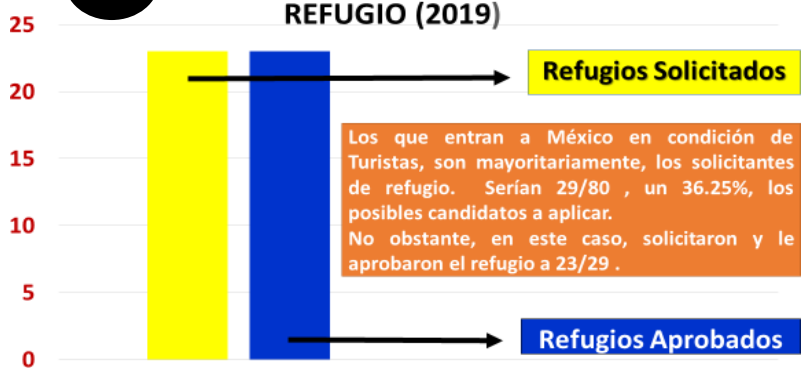 REFUGIO (2019)
25
20
15
10
5
0
Refugios Solicitados
Los que entran a México en condición de
Turistas, son mayoritariamente, los solicitantes
de refugio. Serían 29/80 , un 36.25%, los
posibles candidatos a aplicar.
No obstante, en este caso, solicitaron y le
aprobaron el refugio a 23/29 .
Refugios Aprobados